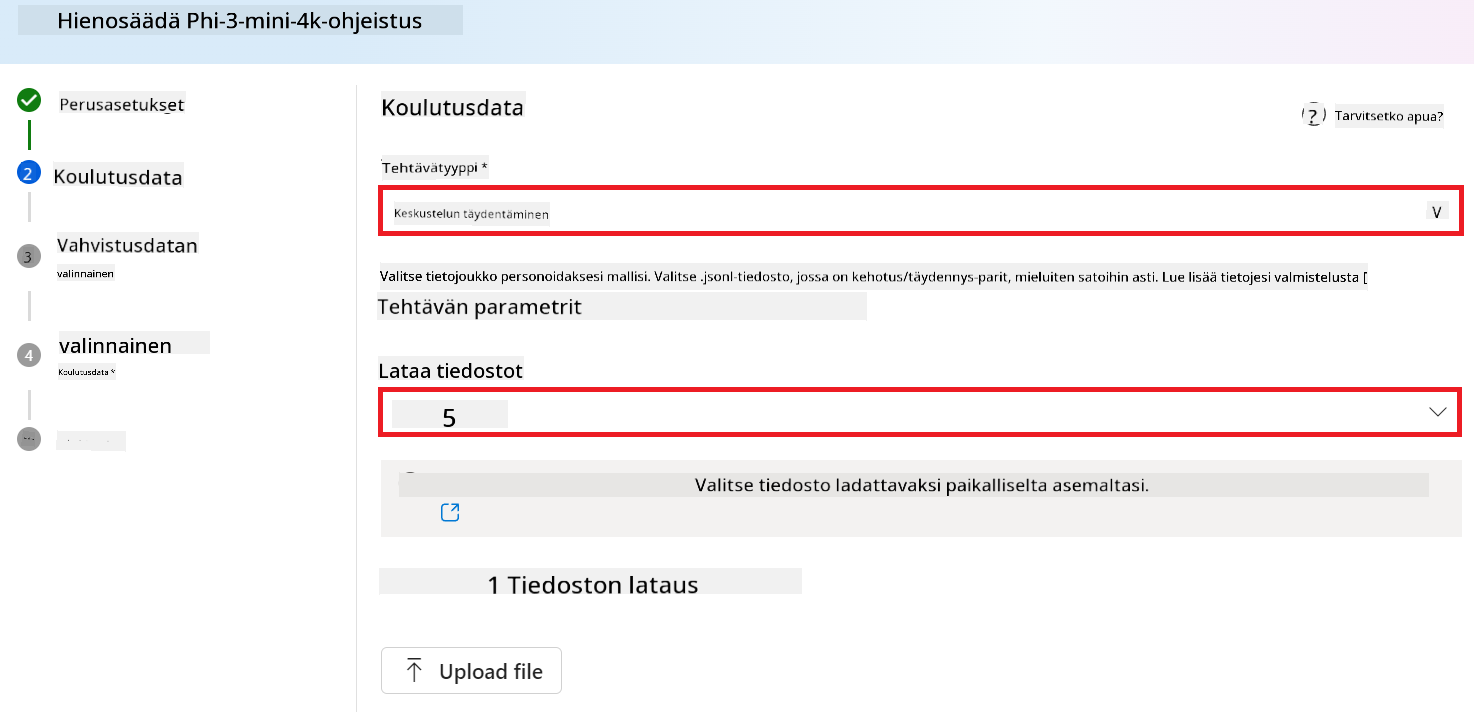 Hienosäädä Phi-3-mini-4k-ohjeistus
Perusasetukset
2 Koulutusdata
3 Vahvistusdatan
valinnainen
4 valinnainen
Koulutusdata *
Koulutusdata
? Tarvitsetko apua?
Tehtävätyyppi *
Keskustelun täydentäminen V
Valitse tietojoukko personoidaksesi mallisi. Valitse .jsonl-tiedosto, jossa on kehotus/täydennys-parit, mieluiten satoihin asti. Lue lisää tietojesi valmistelusta [
Tehtävän parametrit
Lataa tiedostot
5
Valitse tiedosto ladattavaksi paikalliselta asemaltasi.
1 Tiedoston lataus
Upload file